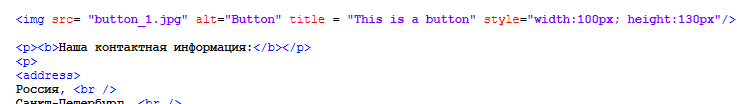 <img src= "button_1.jpg" alt="Button" title = "This is a button" style="width:100px; height:130px"/>
<p><b>Наша контактная информация:</b></p>
<p>
<address>
Россия, <br />
Санкт-Петербург, <br />